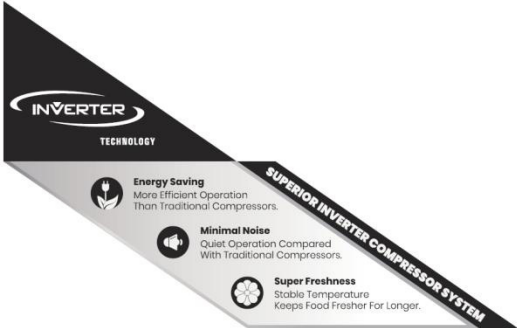 INVERTER
TECHNOLOGY
SUPERIOR INVERTER COMPRESSOR SYSTEM
Energy Saving
More Efficient Operation
Than Traditional Compressors.
Minimal Noise
Quiet Operation Compared
With Traditional Compressors.
Super Freshness
Stable Temperature
Keeps Food Fresher For Longer.